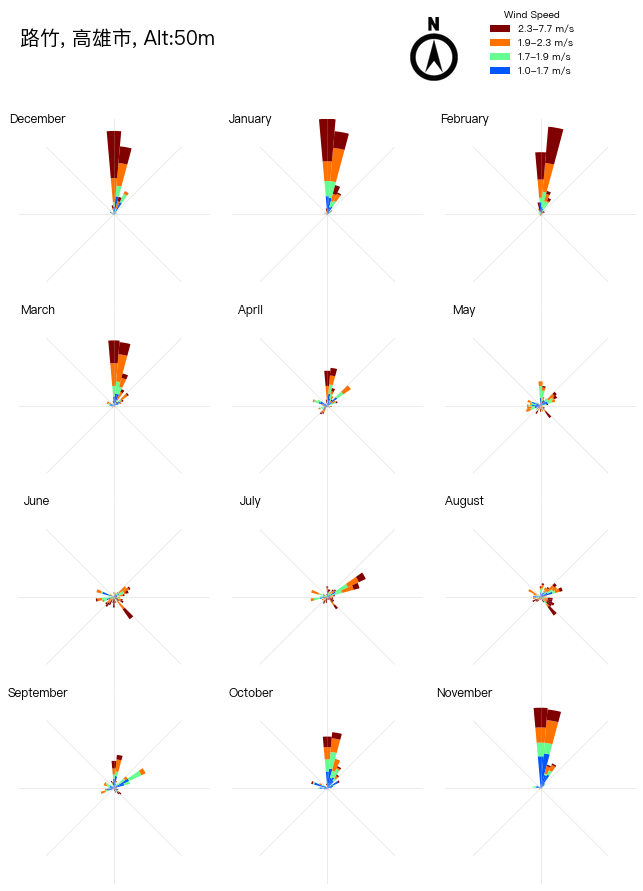 路竹, 高雄市, Alt:50m
N
Wind Speed
2.3–7.7 m/s
1.9–2.3 m/s
1.7–1.9 m/s
1.0–1.7 m/s
December
January
February
March
April
May
June
July
August
September
October
November